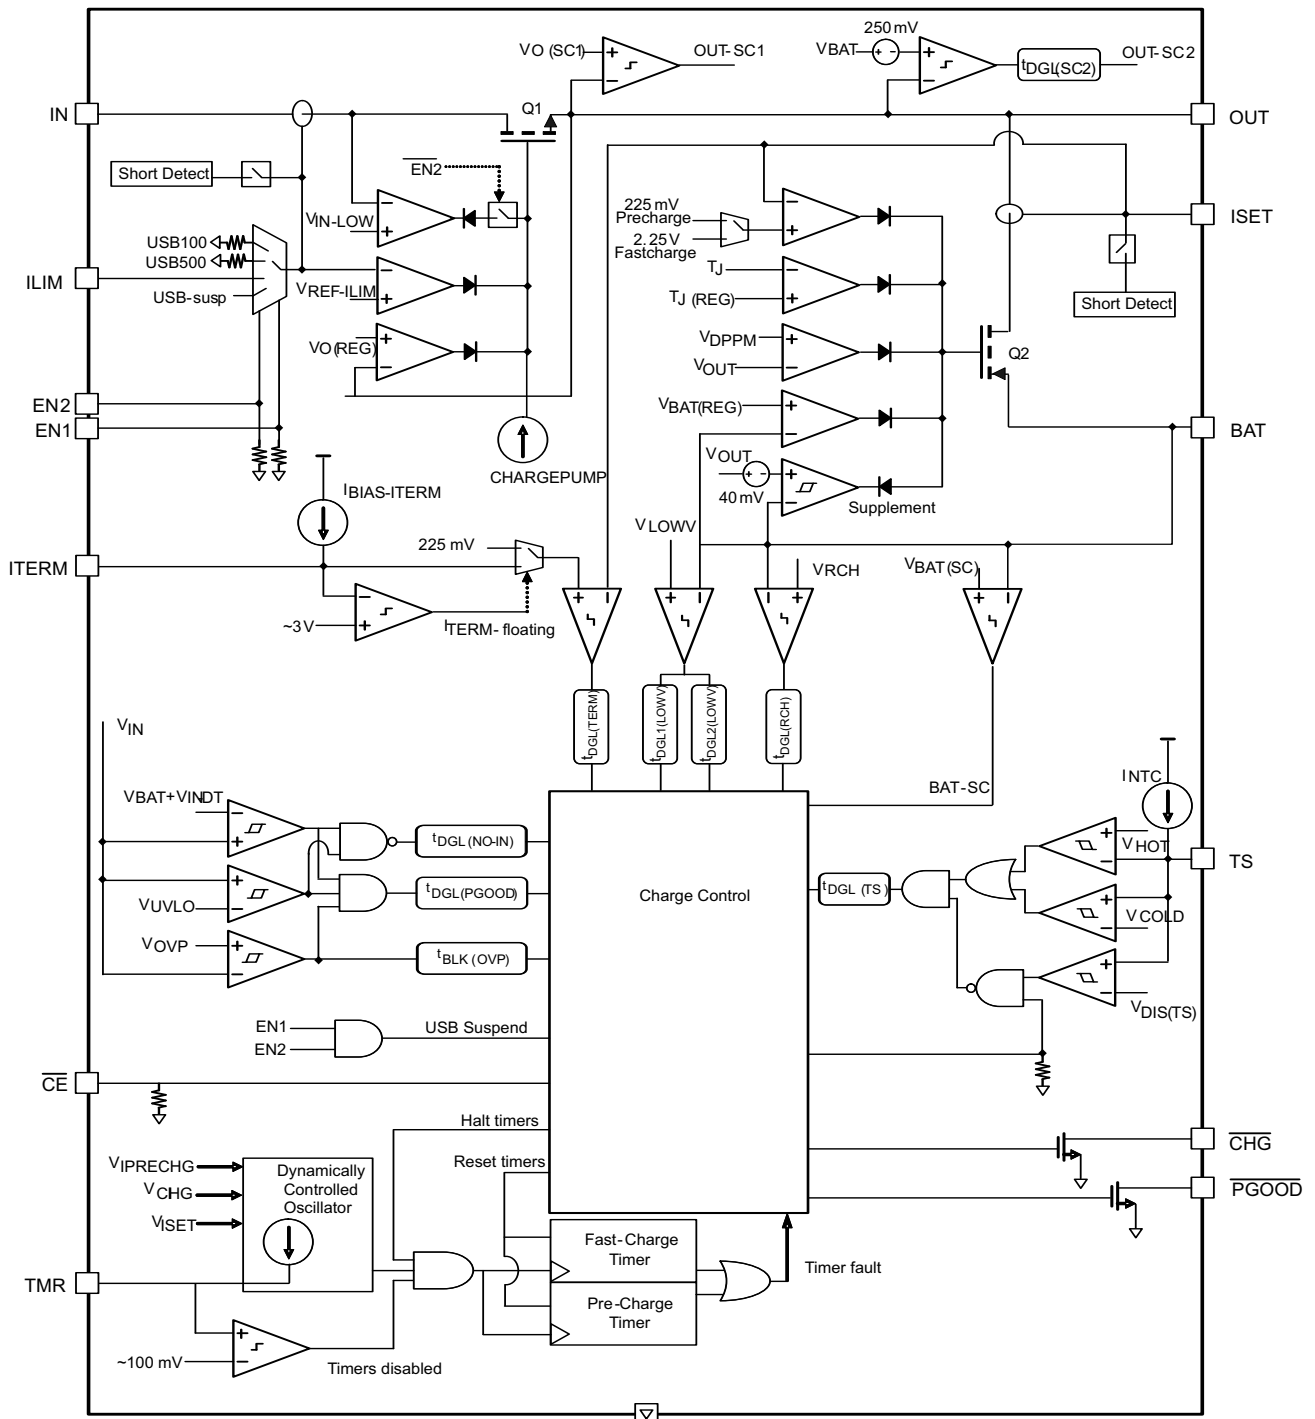 250 mV
VO (SC1)
OUT-SC1
VBAT
tDGL(SC2)
OUT-SC2
IN
Q1
OUT
Short Detect
EN2
VIN-LOW
225 mV
Precharge
2.25V
Fastcharge
ISET
USB100
USB500
ILIM
USB-susp
VREF-ILIM
TJ
TJ (REG)
Short Detect
VO(REG)
VDPPM
VOUT
Q2
EN2
EN1
VBAT(REG)
BAT
CHARGEPUMP
VOUT
40 mV
Supplement
IBIAS-ITERM
VLOWV
225 mV
ITERM
VRCH
VBAT(SC)
~3V
ITERM- floating
tDGL(TERM)
tDGL1(LOWV)
tDGL2(LOWV)
tDGL(RCH)
VIN
INTC
BAT-SC
VBAT+VINDT
tDGL(NO-IN)
VHOT
TS
tDGL(PGOOD)
Charge Control
tDGL (TS)
VUVLO
VCOLD
VOVP
tBLK (OVP)
VDIS(TS)
EN1
EN2
USB Suspend
CE
Halt timers
CHG
Reset timers
VIPRECHG
VCHG
VISET
Dynamically
Controlled
Oscillator
PGOOD
Fast-Charge
Timer
Timer fault
TMR
Pre-Charge
Timer
~100 mV
Timers disabled